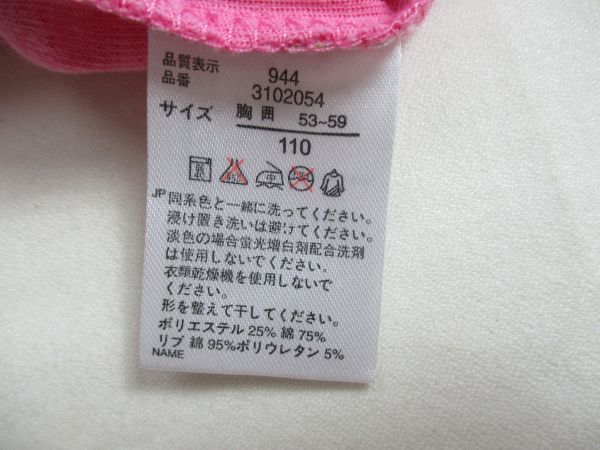 品質表示 944
品番 3102054
サイズ 胸囲 53~59
110
JP同系色と一緒に洗ってください。
浸け置き洗いは避けてください。
淡色の場合蛍光増白剤配合洗剤
は使用しないでください。
衣類乾燥機を使用しないで
ください。
形を整えて干してください。
ポリエステル 25% 綿 75%
リブ 綿 95%ポリウレタン 5%
NAME